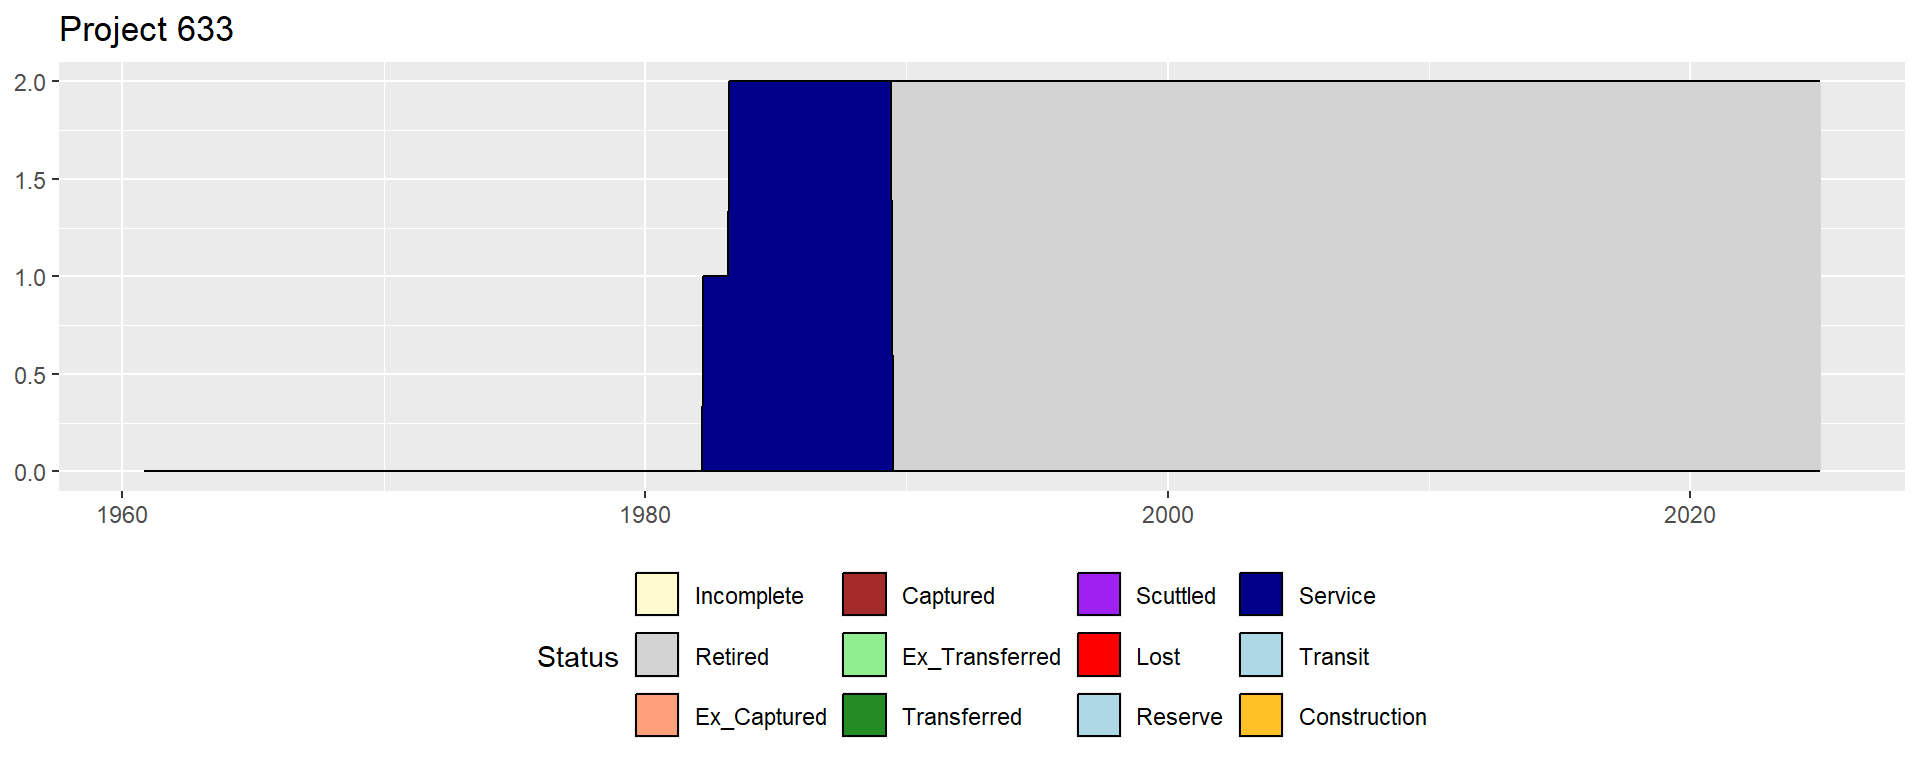 Project 633
2.0
1.5
1.0
0.5
0.0
1960 1980 2000 2020
Incomplete Captured Scuttled Service
Status Retired Ex_Transferred Lost Transit
Ex_Captured Transferred Reserve Construction